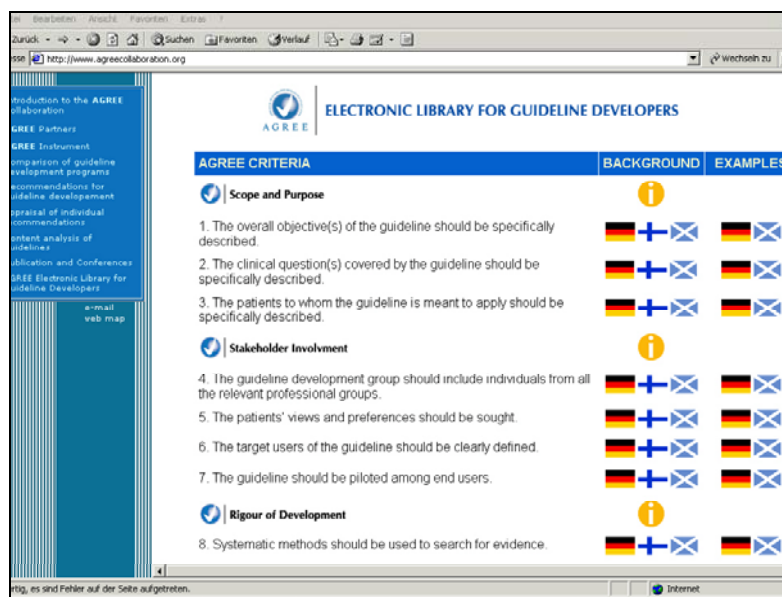 tei Bearbeiten Ansicht Favoriten Extras ?
Zurück Suchen Favoriten Verlauf
sse http://www.agreecollaboration.org Wechseln zu
ntroduction to the AGREE
ollaboration
GREE Partners
GREE Instrument
omparison of guideline
evelopment programs
ecommendations for
uideline developement
ppraisal of individual
ecommendations
ontent analysis of
uidelines
ublication and Conferences
GREE Electronic Library for
uideline Developers
e-mail
web map
AGREE
ELECTRONIC LIBRARY FOR GUIDELINE DEVELOPERS
AGREE CRITERIA BACKGROUND EXAMPLES
Scope and Purpose
1. The overall objective(s) of the guideline should be specifically
described.
2. The clinical question(s) covered by the guideline should be
specifically described.
3. The patients to whom the guideline is meant to apply should be
specifically described.
Stakeholder Involvment
4. The guideline development group should include individuals from all
the relevant professional groups.
5. The patients' views and preferences should be sought.
6. The target users of the guideline should be clearly defined.
7. The guideline should be piloted among end users.
Rigour of Development
8. Systematic methods should be used to search for evidence.
rtig, es sind Fehler auf der Seite aufgetreten. Internet